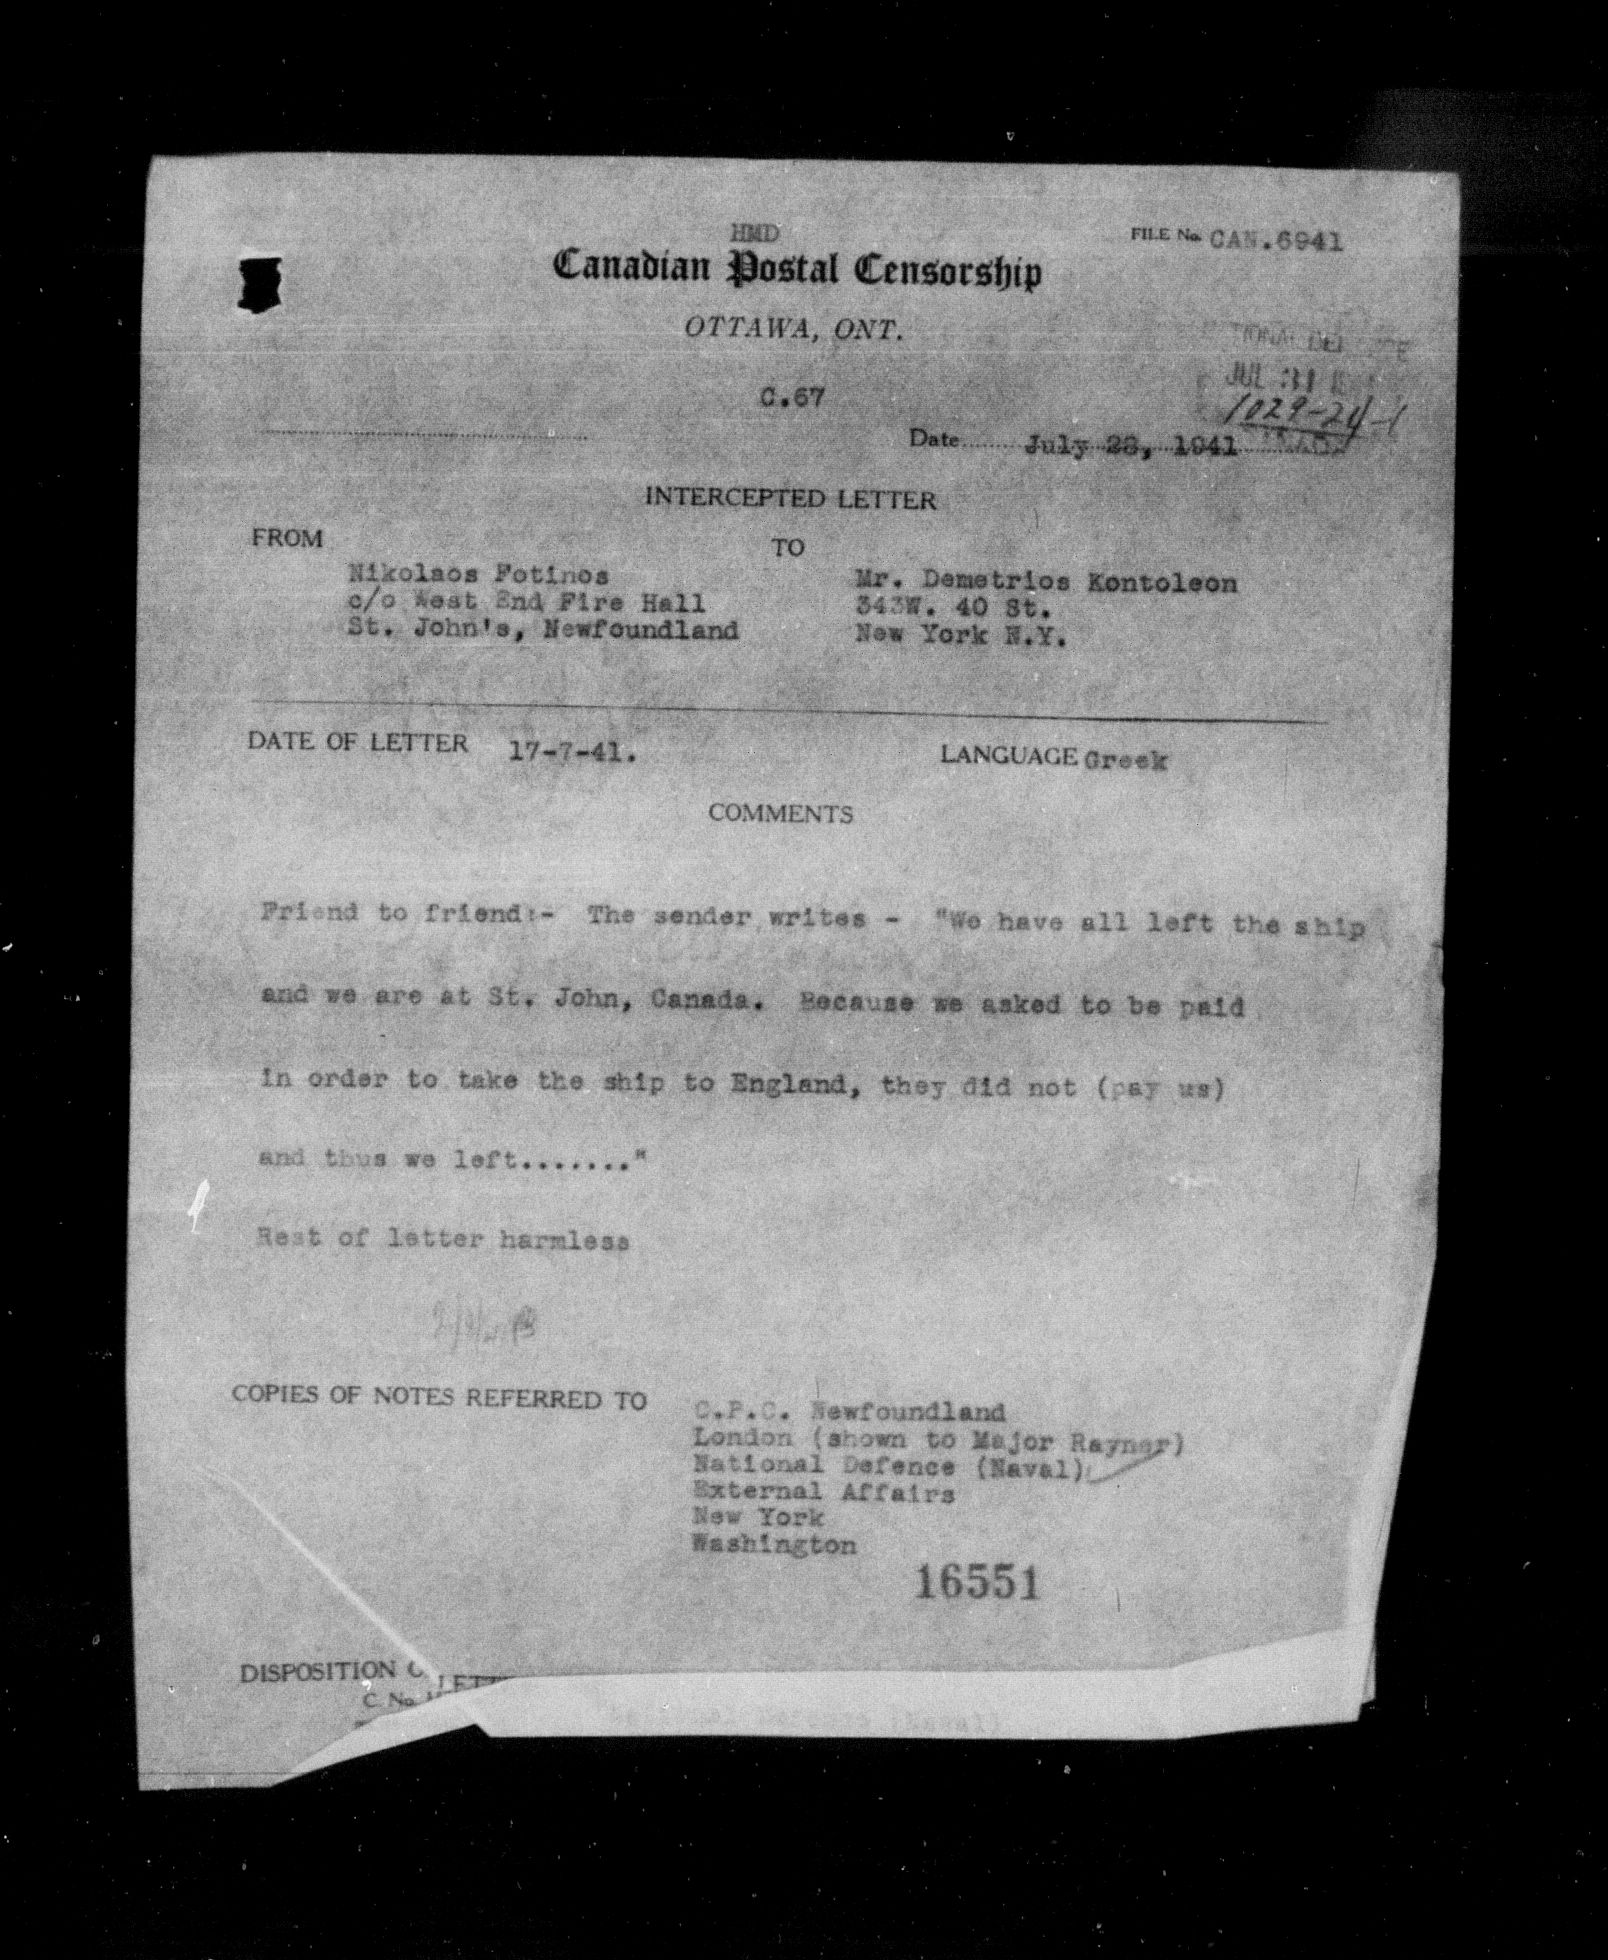 HMD
FILE No. CAN.6941
Canadian Postal Censorship
OTTAWA, ONT.
JUL 31
C.67
1029-24-1
Date July 28, 1941
INTERCEPTED LETTER
FROM
TO
Nikolaos Fotinos
Mr. Demetrios Kontoleon
c/o West End Fire Hall
343W. 40 St.
St. John's, Newfoundland
New York N.Y.
DATE OF LETTER 17-7-41.
LANGUAGE Greek
COMMENTS
Friend to friend:- The sender writes - "We have all left the ship
and we are at St. John, Canada. Because we asked to be paid
in order to take the ship to England, they did not (pay us)
and thus we left........"
Rest of letter harmless
COPIES OF NOTES REFERRED TO
C.P.C. Newfoundland
London (shown to Major Rayner)
National Defence (Naval)
External Affairs
New York
Washington
16551
DISPOSITION
C. No.